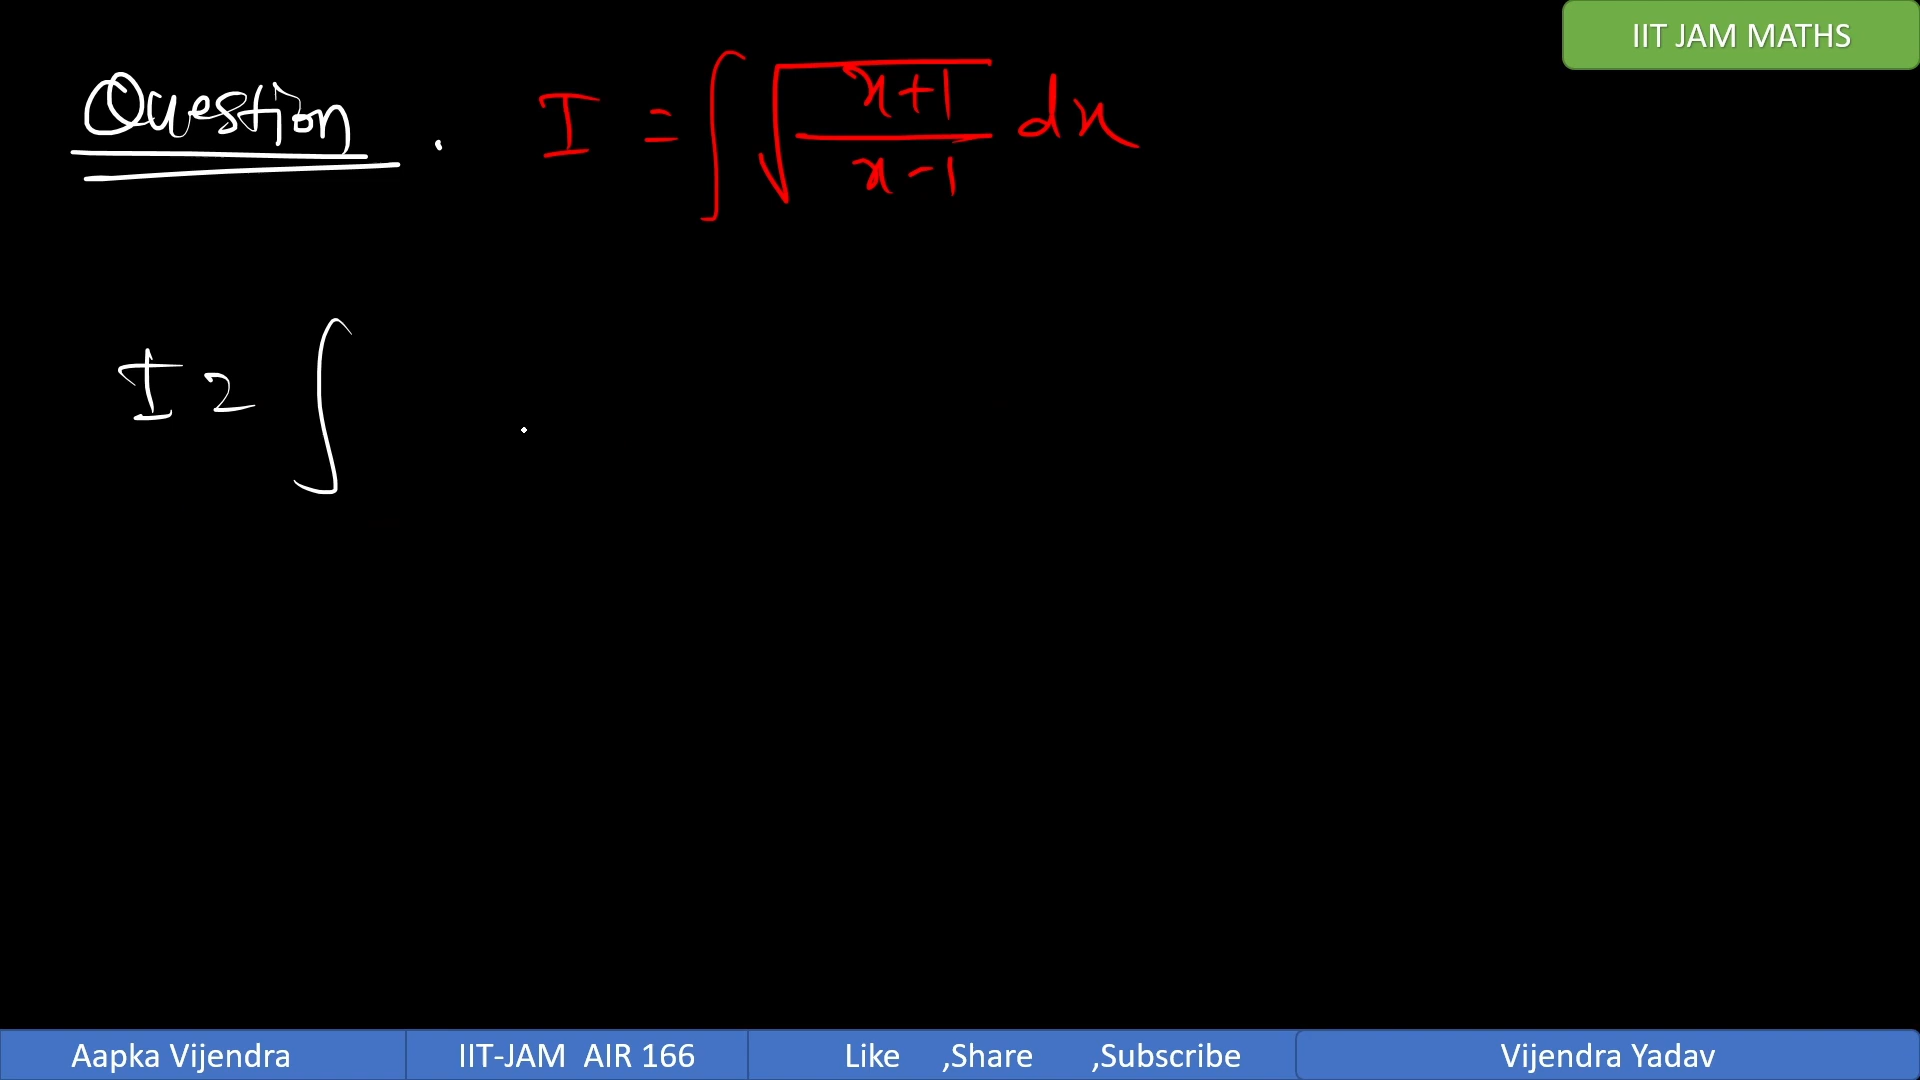 IIT JAM MATHS
Question . I = ∫ √((x+1)/(x-1)) dx
I = ∫
Aapka Vijendra IIT-JAM AIR 166 Like ,Share ,Subscribe Vijendra Yadav